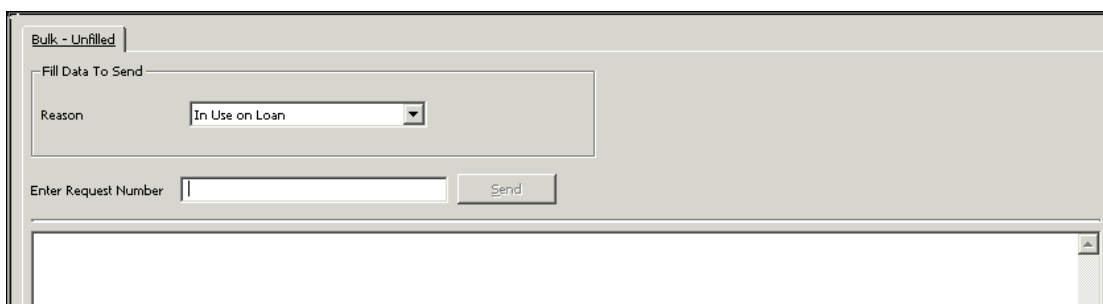 Bulk - Unfilled
Fill Data To Send
Reason In Use on Loan
Enter Request Number Send